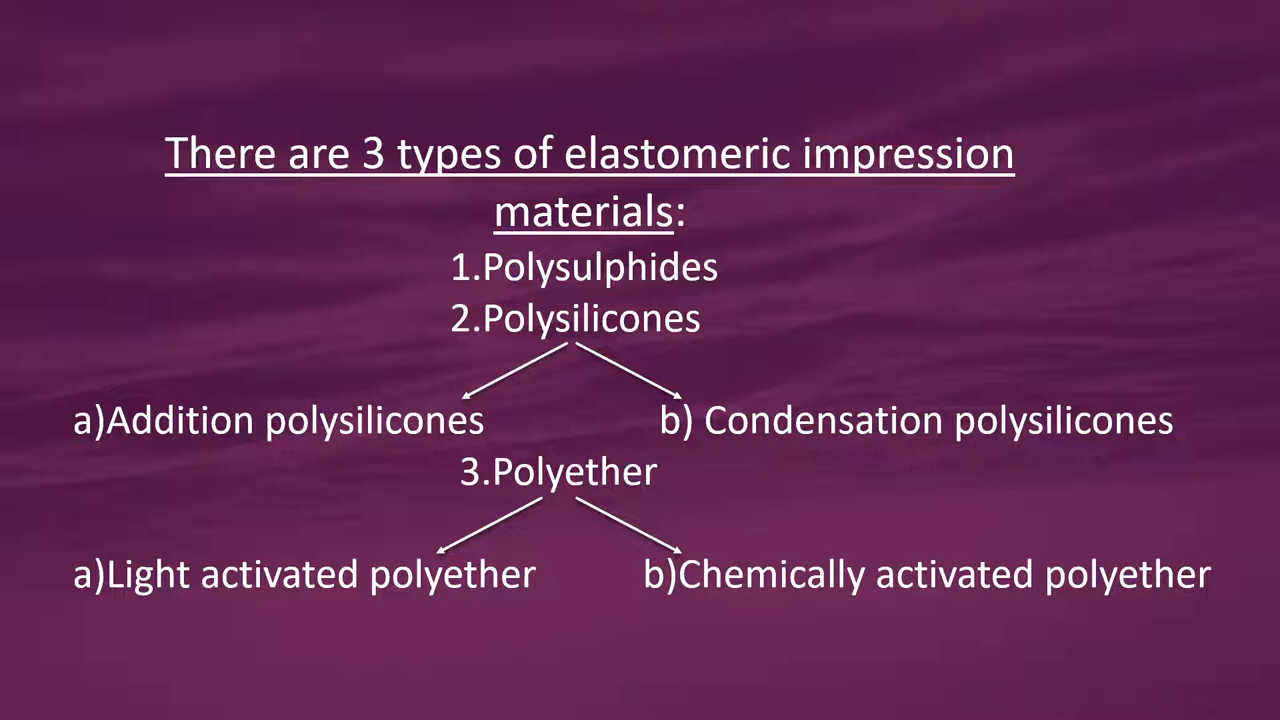 There are 3 types of elastomeric impression
materials:
1.Polysulphides
2.Polysilicones
a)Addition polysilicones b) Condensation polysilicones
3.Polyether
a)Light activated polyether b)Chemically activated polyether